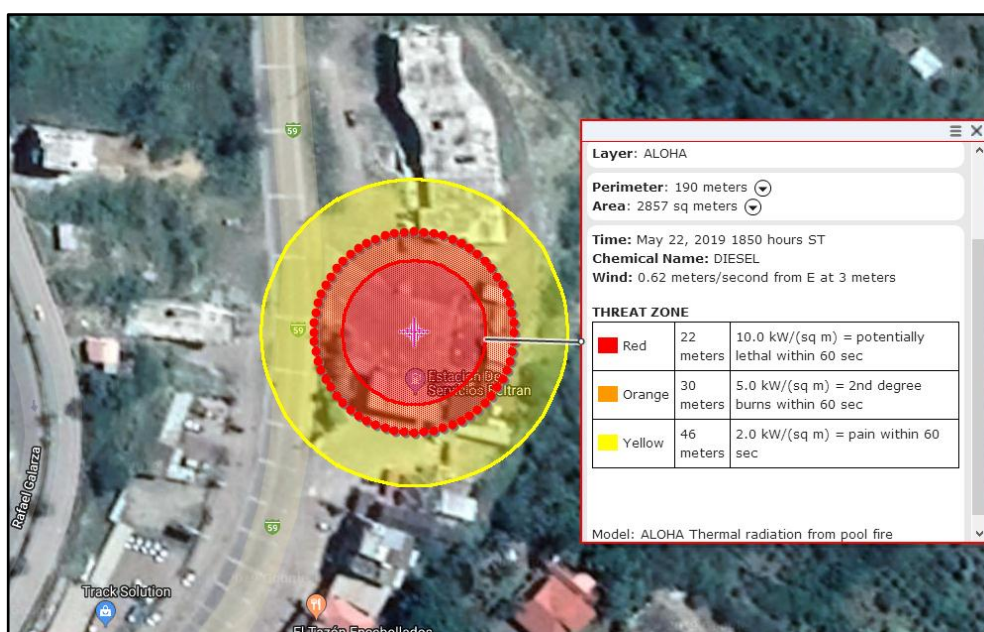 59
59
59
Rafael Galarza
Track Solution
El Tazón Encebollados
Estacion De
Servicios Beltran
Layer: ALOHA
Perimeter: 190 meters
Area: 2857 sq meters
Time: May 22, 2019 1850 hours ST
Chemical Name: DIESEL
Wind: 0.62 meters/second from E at 3 meters
THREAT ZONE
Red 22 meters 10.0 kW/(sq m) = potentially
lethal within 60 sec
Orange 30 meters 5.0 kW/(sq m) = 2nd degree
burns within 60 sec
Yellow 46 meters 2.0 kW/(sq m) = pain within 60
sec
Model: ALOHA Thermal radiation from pool fire